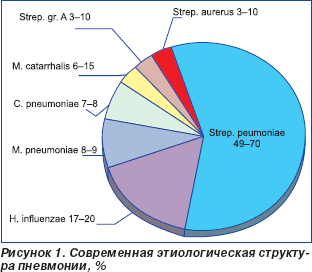 Strep. gr. A 3–10
Strep. aurerus 3–10
M. catarrhalis 6–15
C. pneumoniae 7–8
M. pneumoniae 8–9
H. influenzae 17–20
Strep. peumoniae
49–70
Рисунок 1. Современная этиологическая структу-
ра пневмонии, %